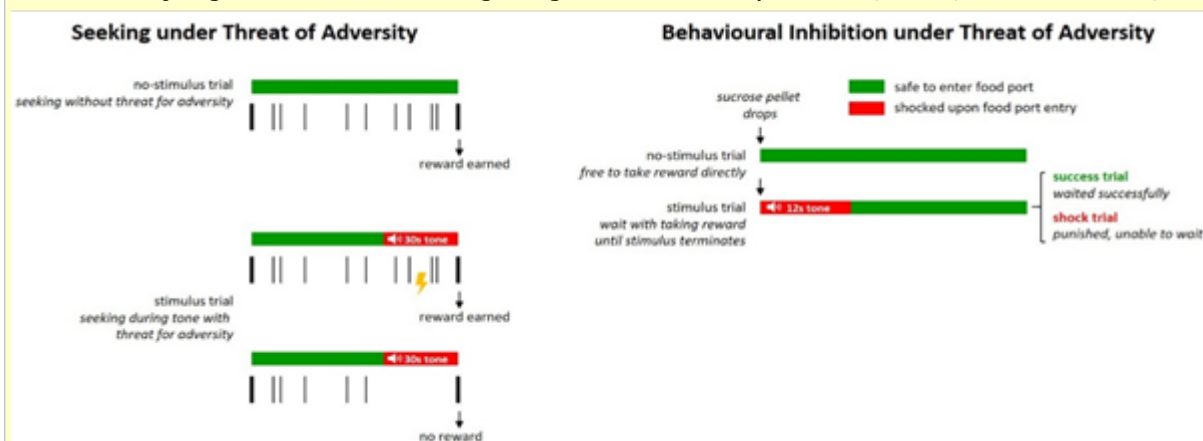 Seeking under Threat of Adversity
no-stimulus trial
seeking without threat for adversity
reward earned
30s tone
stimulus trial
seeking during tone with
threat for adversity
reward earned
30s tone
no reward
Behavioural Inhibition under Threat of Adversity
safe to enter food port
shocked upon food port entry
sucrose pellet
drops
no-stimulus trial
free to take reward directly
stimulus trial
wait with taking reward
until stimulus terminates
12s tone
success trial
waited successfully
shock trial
punished, unable to wait